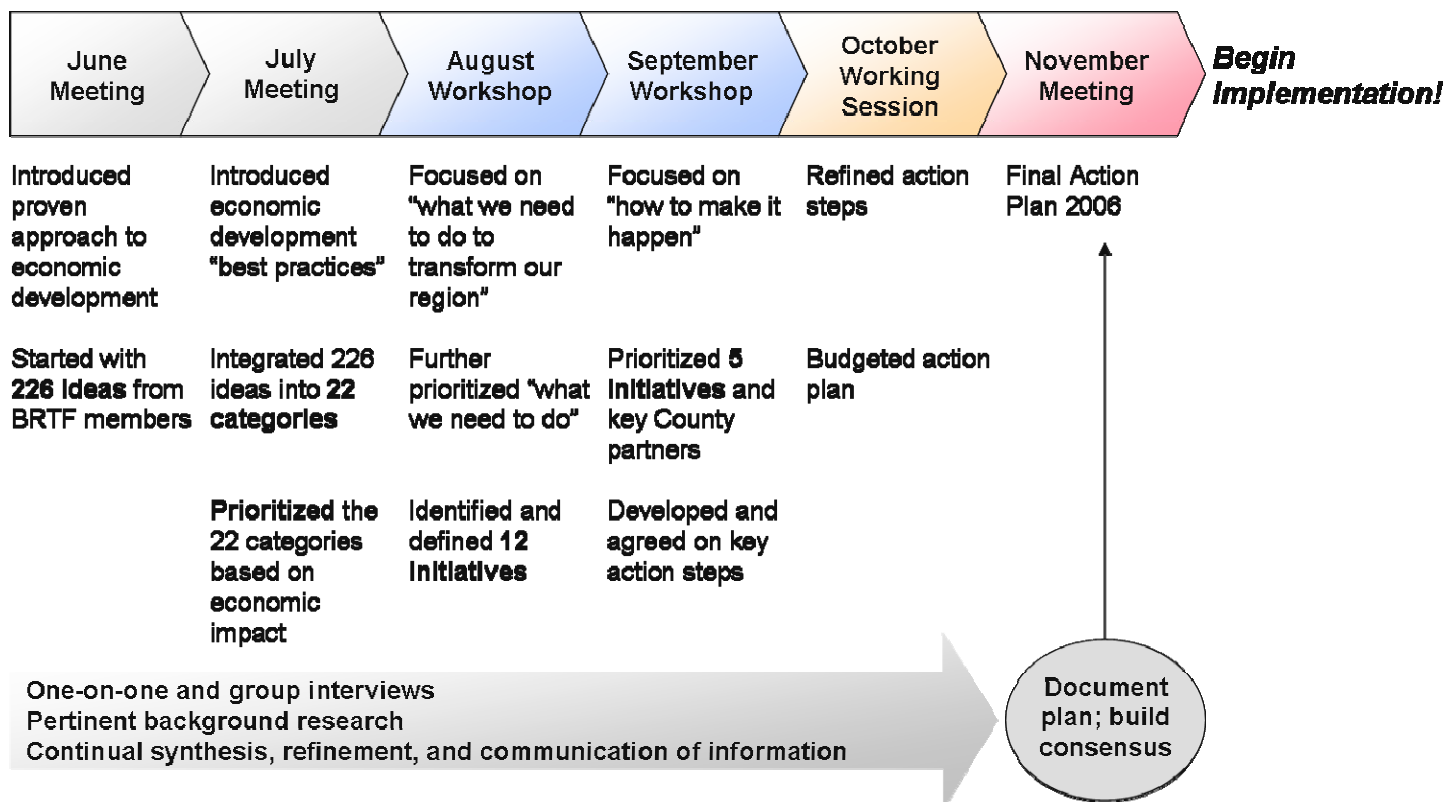 June
Meeting
July
Meeting
August
Workshop
September
Workshop
October
Working
Session
November
Meeting
Begin
Implementation!
Introduced
proven
approach to
economic
development
Started with
226 ideas from
BRTF members
Introduced
economic
development
“best practices”
Integrated 226
ideas into 22
categories
Prioritized the
22 categories
based on
economic
impact
Focused on
“what we need
to do to
transform our
region”
Further
prioritized “what
we need to do”
Identified and
defined 12
initiatives
Focused on
“how to make it
happen”
Prioritized 5
initiatives and
key County
partners
Developed and
agreed on key
action steps
Refined action
steps
Budgeted action
plan
Final Action
Plan 2006
One-on-one and group interviews
Pertinent background research
Continual synthesis, refinement, and communication of information
Document
plan; build
consensus